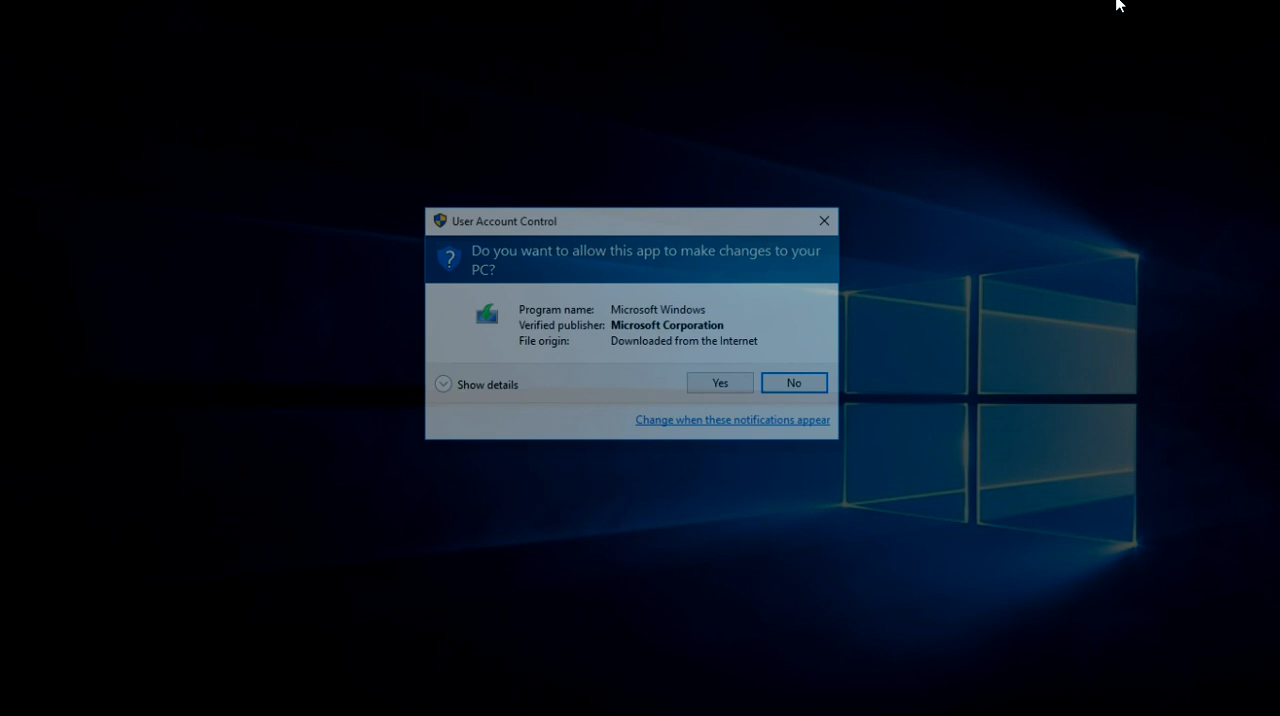 User Account Control
Do you want to allow this app to make changes to your
PC?
Program name: Microsoft Windows
Verified publisher: Microsoft Corporation
File origin: Downloaded from the Internet
Show details
Yes
No
Change when these notifications appear